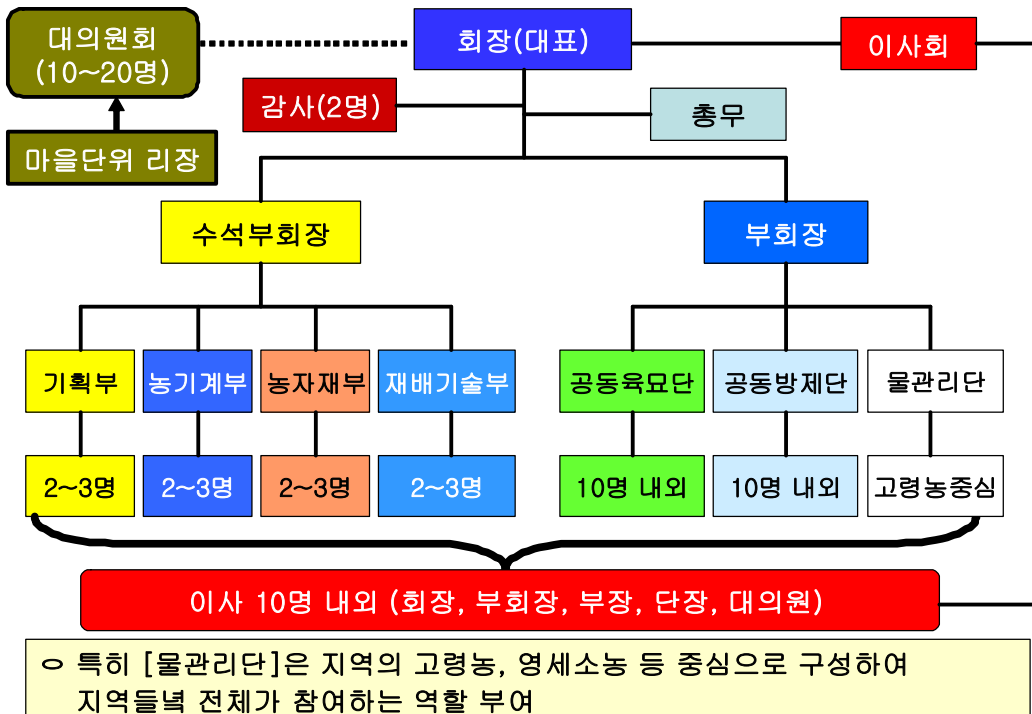 대의원회
(10~20명)
회장(대표)
이사회
감사(2명)
총무
마을단위 리장
수석부회장
부회장
기획부
농기계부
농자재부
재배기술부
공동육묘단
공동방제단
물관리단
2~3명
2~3명
2~3명
2~3명
10명 내외
10명 내외
고령농중심
이사 10명 내외 (회장, 부회장, 부장, 단장, 대의원)
ㅇ 특히 [물관리단]은 지역의 고령농, 영세소농 등 중심으로 구성하여
지역들녘 전체가 참여하는 역할 부여